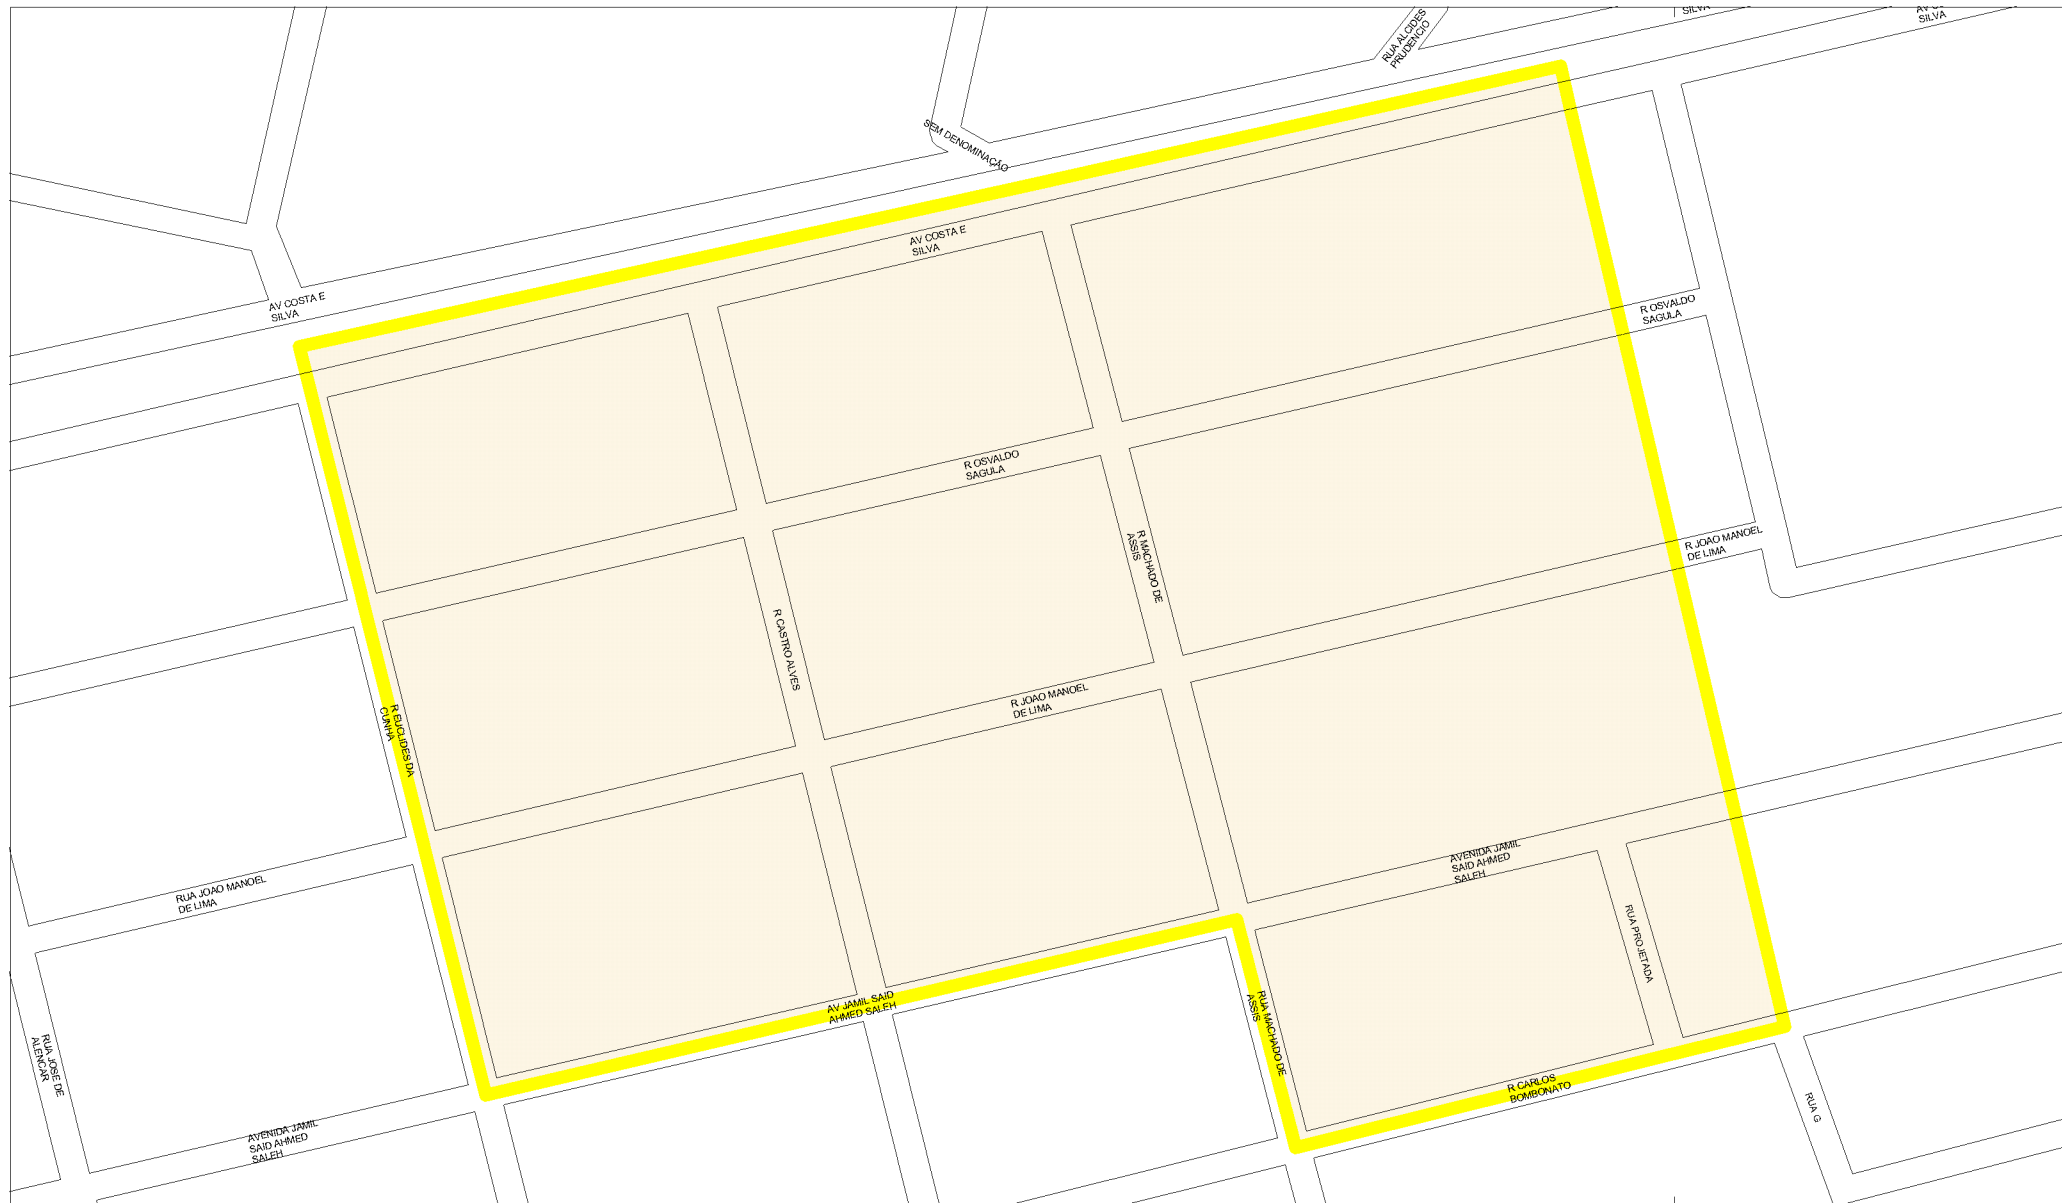 RUA ALCIDES
PRUDENCIO
SILVA
SILVA
SEM DENOMINAÇÃO
AV COSTA E
SILVA
AV COSTA E
SILVA
R OSVALDO
SAGULA
R OSVALDO
SAGULA
R MACHADO DE
ASSIS
R JOAO MANOEL
DE LIMA
R CASTRO ALVES
R JOAO MANOEL
DE LIMA
R EUCLIDES DA
CUNHA
RUA JOAO MANOEL
DE LIMA
AVENIDA JAMIL
SAID AHMED
SALEH
RUA PROJETADA
AV JAMIL SAID
AHMED SALEH
RUA MACHADO DE
ASSIS
RUA JOSE DE
ALENCAR
R CARLOS
BOMBONATO
RUA G
AVENIDA JAMIL
SAID AHMED
SALEH